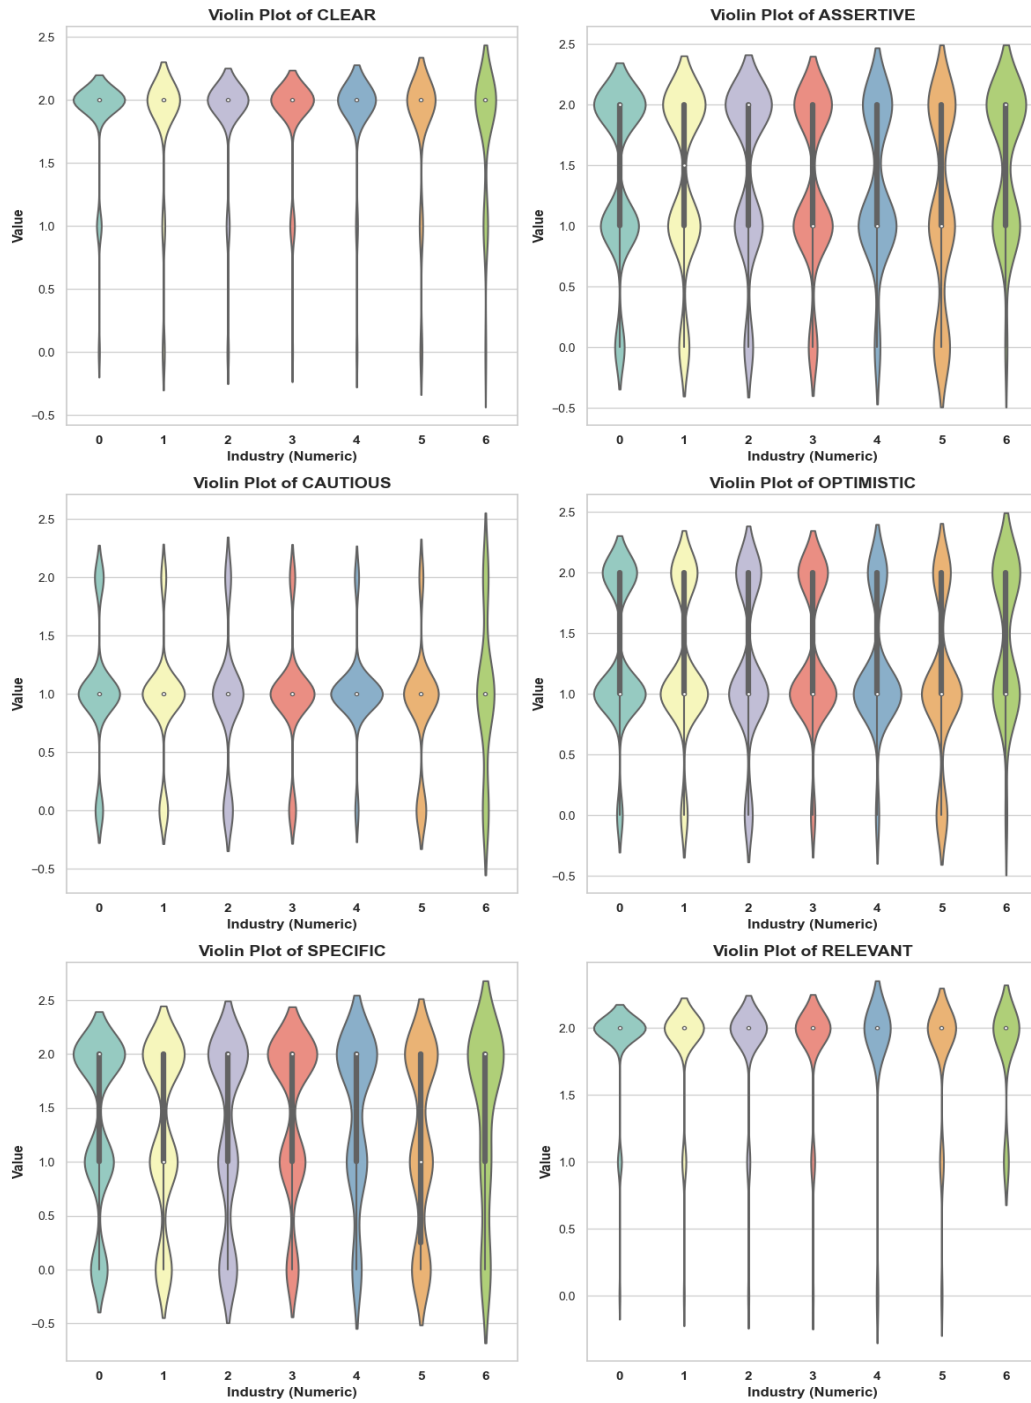 Violin Plot of CLEAR
Value
2.5
2.0
1.5
1.0
0.5
0.0
−0.5
0 1 2 3 4 5 6
Industry (Numeric)
Violin Plot of ASSERTIVE
Value
2.5
2.0
1.5
1.0
0.5
0.0
−0.5
0 1 2 3 4 5 6
Industry (Numeric)
Violin Plot of CAUTIOUS
Value
2.5
2.0
1.5
1.0
0.5
0.0
−0.5
0 1 2 3 4 5 6
Industry (Numeric)
Violin Plot of OPTIMISTIC
Value
2.5
2.0
1.5
1.0
0.5
0.0
−0.5
0 1 2 3 4 5 6
Industry (Numeric)
Violin Plot of SPECIFIC
Value
2.5
2.0
1.5
1.0
0.5
0.0
−0.5
0 1 2 3 4 5 6
Industry (Numeric)
Violin Plot of RELEVANT
Value
2.0
1.5
1.0
0.5
0.0
0 1 2 3 4 5 6
Industry (Numeric)